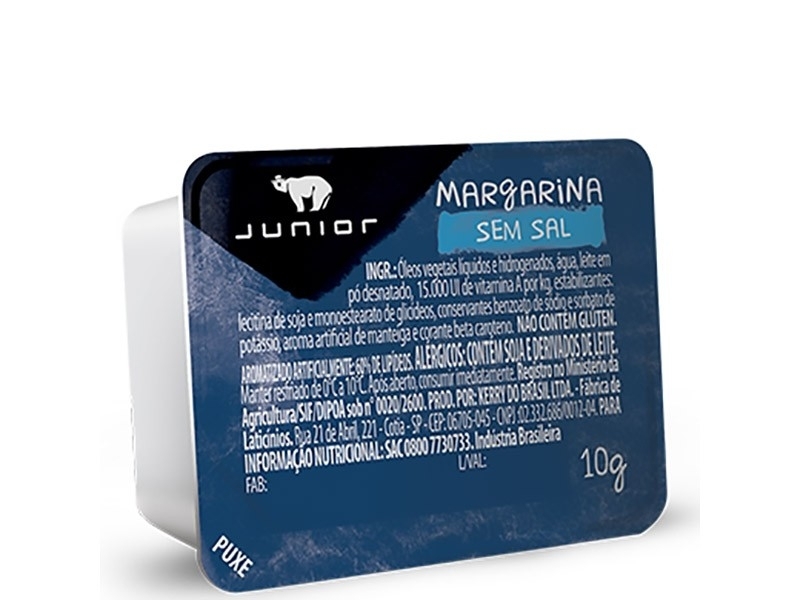 JUNIOR
MARGARINA
SEM SAL
INGR.: Óleos vegetais líquidos e hidrogenados, água, leite em
pó desnatado, 15.000 UI de vitamina A por kg, estabilizantes:
lecitina de soja e monoestearato de
conservantes benzoato de sódio e sorbato de
potássio, aroma artificial de manteiga e corante beta caroteno. NÃO CONTÉM GLÚTEN.
AROMATIZADO ARTIFICIALMENTE: 60% DE LIPÍDEOS. ALÉRGICOS: CONTÉM SOJA E DERIVADOS DE LEITE.
Manter resfriado de 0°C a 10°C. Após aberto, consumir imediatamente. Registro no Ministério da
Agricultura/SIF/DIPOA sob n° 0020/2600. PROD. POR: KERRY DO BRASIL LTDA. - Fábrica de
Laticínios. Rua 21 de Abril, 221 - Cotia - SP - CEP: 06705-045 - CNPJ: 02.332.686/0012-04. PARA
INFORMAÇÃO NUTRICIONAL: SAC 0800 7730733. Indústria Brasileira
FAB: L/VAL:
10g
PUXE